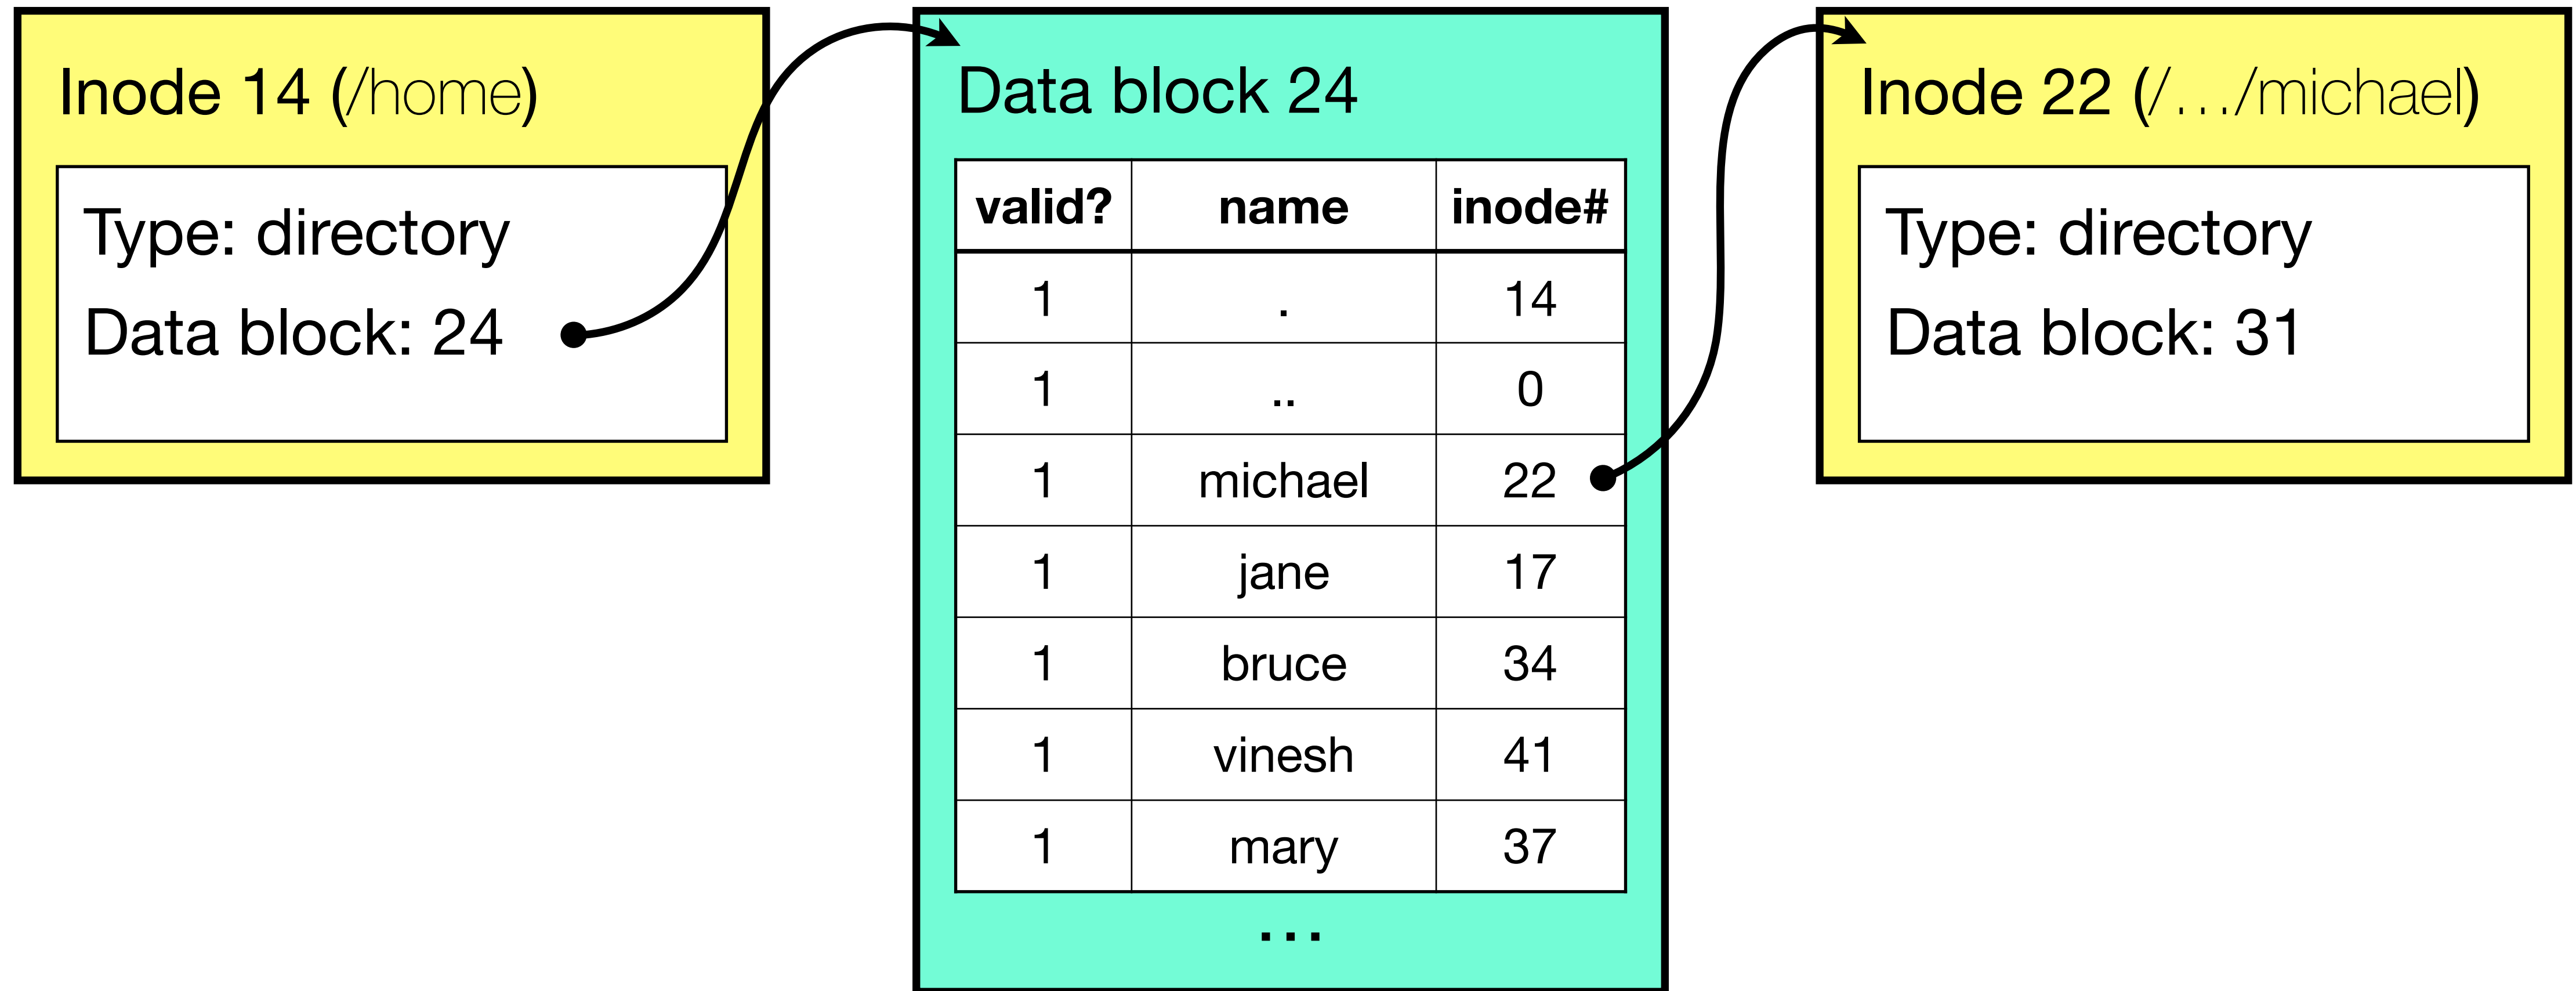 Inode 14 (/home)
Type: directory
Data block: 24
Data block 24
valid? name inode#
1 . 14
1 .. 0
1 michael 22
1 jane 17
1 bruce 34
1 vinesh 41
1 mary 37
...
Inode 22 (/.../michael)
Type: directory
Data block: 31